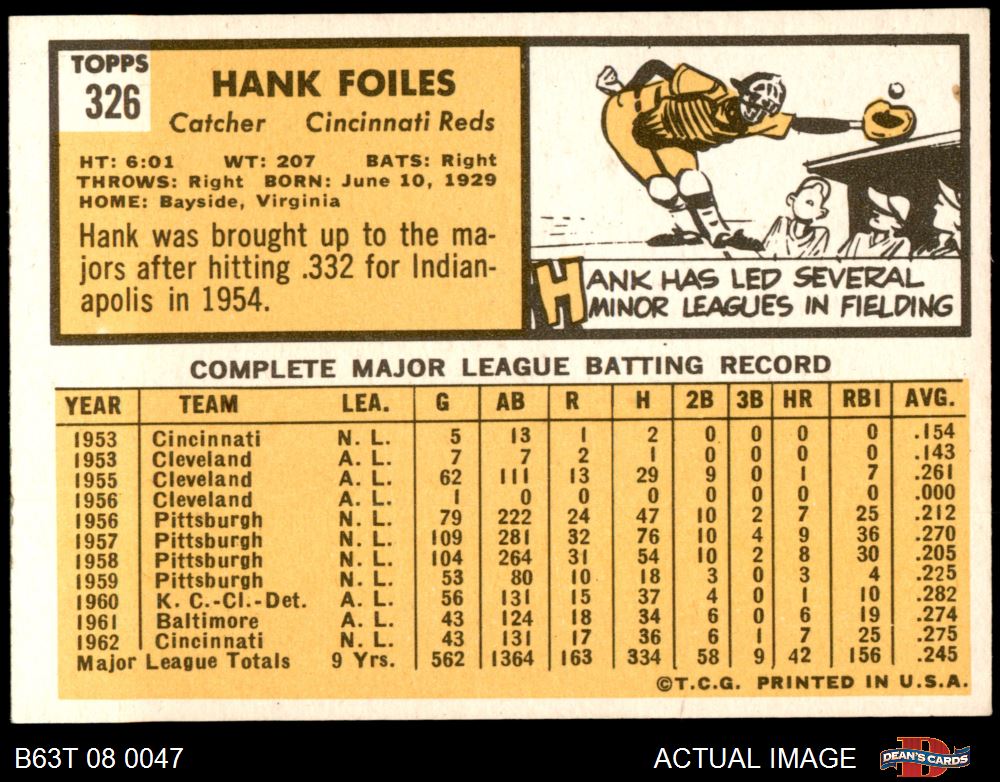 TOPPS
326
HANK FOILES
Catcher Cincinnati Reds
HT: 6:01 WT: 207 BATS: Right
THROWS: Right BORN: June 10, 1929
HOME: Bayside, Virginia
Hank was brought up to the ma-
jors after hitting .332 for Indian-
apolis in 1954.
HANK HAS LED SEVERAL
MINOR LEAGUES IN FIELDING
COMPLETE MAJOR LEAGUE BATTING RECORD
YEAR TEAM LEA. G AB R H 2B 3B HR RBI AVG.
1953 Cincinnati N. L. 5 13 1 2 0 0 0 0 .154
1953 Cleveland A. L. 7 7 2 1 0 0 0 0 .143
1955 Cleveland A. L. 62 111 13 29 9 0 1 7 .261
1956 Cleveland A. L. 1 0 0 0 0 0 0 0 .000
1956 Pittsburgh N. L. 79 222 24 47 10 2 7 25 .212
1957 Pittsburgh N. L. 109 281 32 76 10 4 9 36 .270
1958 Pittsburgh N. L. 104 264 31 54 10 2 8 30 .205
1959 Pittsburgh N. L. 53 80 10 18 3 0 3 4 .225
1960 K. C.-Cl.-Det. A. L. 56 131 15 37 4 0 1 10 .282
1961 Baltimore A. L. 43 124 18 34 6 0 6 19 .274
1962 Cincinnati N. L. 43 131 17 36 6 1 7 25 .275
Major League Totals 9 Yrs. 562 1364 163 334 58 9 42 156 .245
©T.C.G. PRINTED IN U.S.A.
B63T 08 0047 ACTUAL IMAGE DEAN'S CARDS